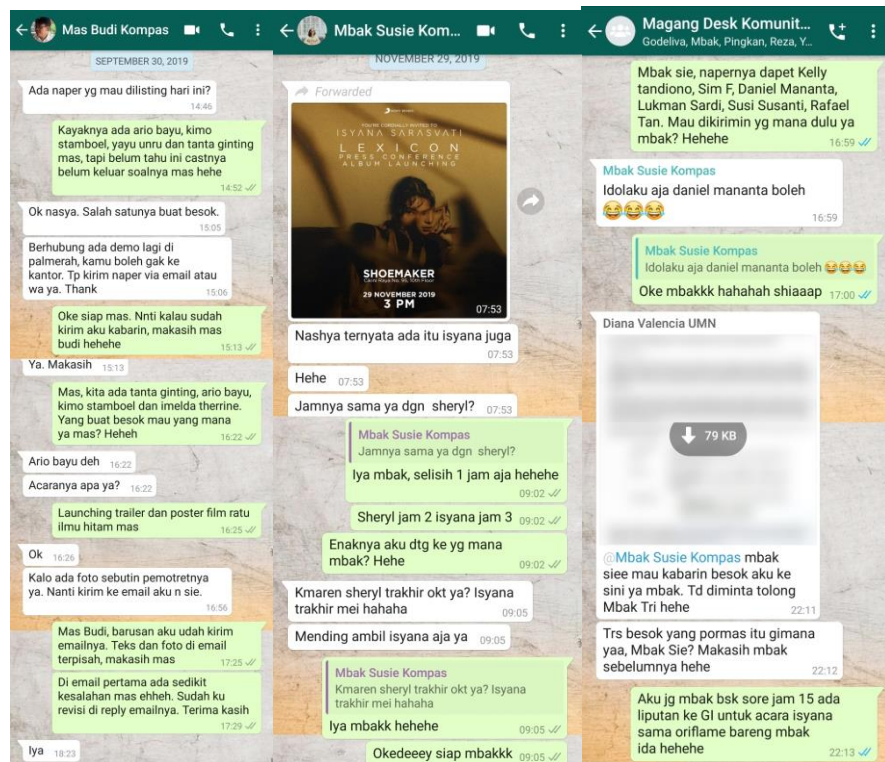 Mas Budi Kompas
SEPTEMBER 30, 2019
Ada naper yg mau dilisting hari ini?
14:46
Kayaknya ada ario bayu, kimo
stamboel, yayu unru dan tanta ginting
mas, tapi belum tahu ini castnya
belum keluar soalnya mas hehe
14:52
Ok nasya. Salah satunya buat besok.
15:05
Berhubung ada demo lagi di
palmerah, kamu boleh gak ke
kantor. Tp kirim naper via email atau
wa ya. Thank
15:06
Oke siap mas. Nnti kalau sudah
kirim aku kabarin, makasih mas
budi hehehe
15:13
Ya. Makasih 15:13
Mas, kita ada tanta ginting, ario bayu,
kimo stamboel dan imelda therrine.
Yang buat besok mau yang mana
ya mas? Heheh
16:22
Ario bayu deh 16:22
Acaranya apa ya? 16:22
Launching trailer dan poster film ratu
ilmu hitam mas
16:25
Ok 16:26
Kalo ada foto sebutin pemotretnya
ya. Nanti kirim ke email aku n sie.
16:56
Mas Budi, barusan aku udah kirim
emailnya. Teks dan foto di email
terpisah, makasih mas
17:25
Di email pertama ada sedikit
kesalahan mas ehheh. Sudah ku
revisi di reply emailnya. Terima kasih
17:29
Iya 18:23
Mbak Susie Kom...
NOVEMBER 29, 2019
Forwarded
YOU'RE CORDIALLY INVITED TO
ISYANA SARASVATI
LEXICON
PRESS CONFERENCE
ALBUM LAUNCHING
SHOEMAKER
29 NOVEMBER 2019
3 PM
07:53
Nashya ternyata ada itu isyana juga
07:53
Hehe 07:53
Jamnya sama ya dgn sheryl? 07:53
Mbak Susie Kompas
Jamnya sama ya dgn sheryl?
Iya mbak, selisih 1 jam aja hehehe
09:02
Sheryl jam 2 isyana jam 3 09:02
Enaknya aku dtg ke yg mana
mbak? Hehe 09:02
Kmaren sheryl trakhir okt ya? Isyana
trakhir mei hahaha 09:05
Mending ambil isyana aja ya 09:05
Mbak Susie Kompas
Kmaren sheryl trakhir okt ya? Isyana
trakhir mei hahaha
Iya mbakk hehehe 09:05
Okedeeey siap mbakkk 09:05
Magang Desk Komunit...
Godeliva, Mbak, Pingkan, Reza, Y...
Mbak sie, napernya dapet Kelly
tandiono, Sim F, Daniel Mananta,
Lukman Sardi, Susi Susanti, Rafael
Tan. Mau dikirimin yg mana dulu ya
mbak? Hehehe 16:59
Mbak Susie Kompas
Idolaku aja daniel mananta boleh
😂😂😂 16:59
Mbak Susie Kompas
Idolaku aja daniel mananta boleh 😂😂😂
Oke mbakkk hahahah shiaaap 17:00
Diana Valencia UMN
79 KB
@Mbak Susie Kompas mbak
siee mau kabarin besok aku ke
sini ya mbak. Td diminta tolong
Mbak Tri hehe 22:11
Trs besok yang pormas itu gimana
yaa, Mbak Sie? Makasih mbak
sebelumnya hehe 22:12
Aku jg mbak bsk sore jam 15 ada
liputan ke GI untuk acara isyana
sama oriflame bareng mbak
ida hehehe 22:13